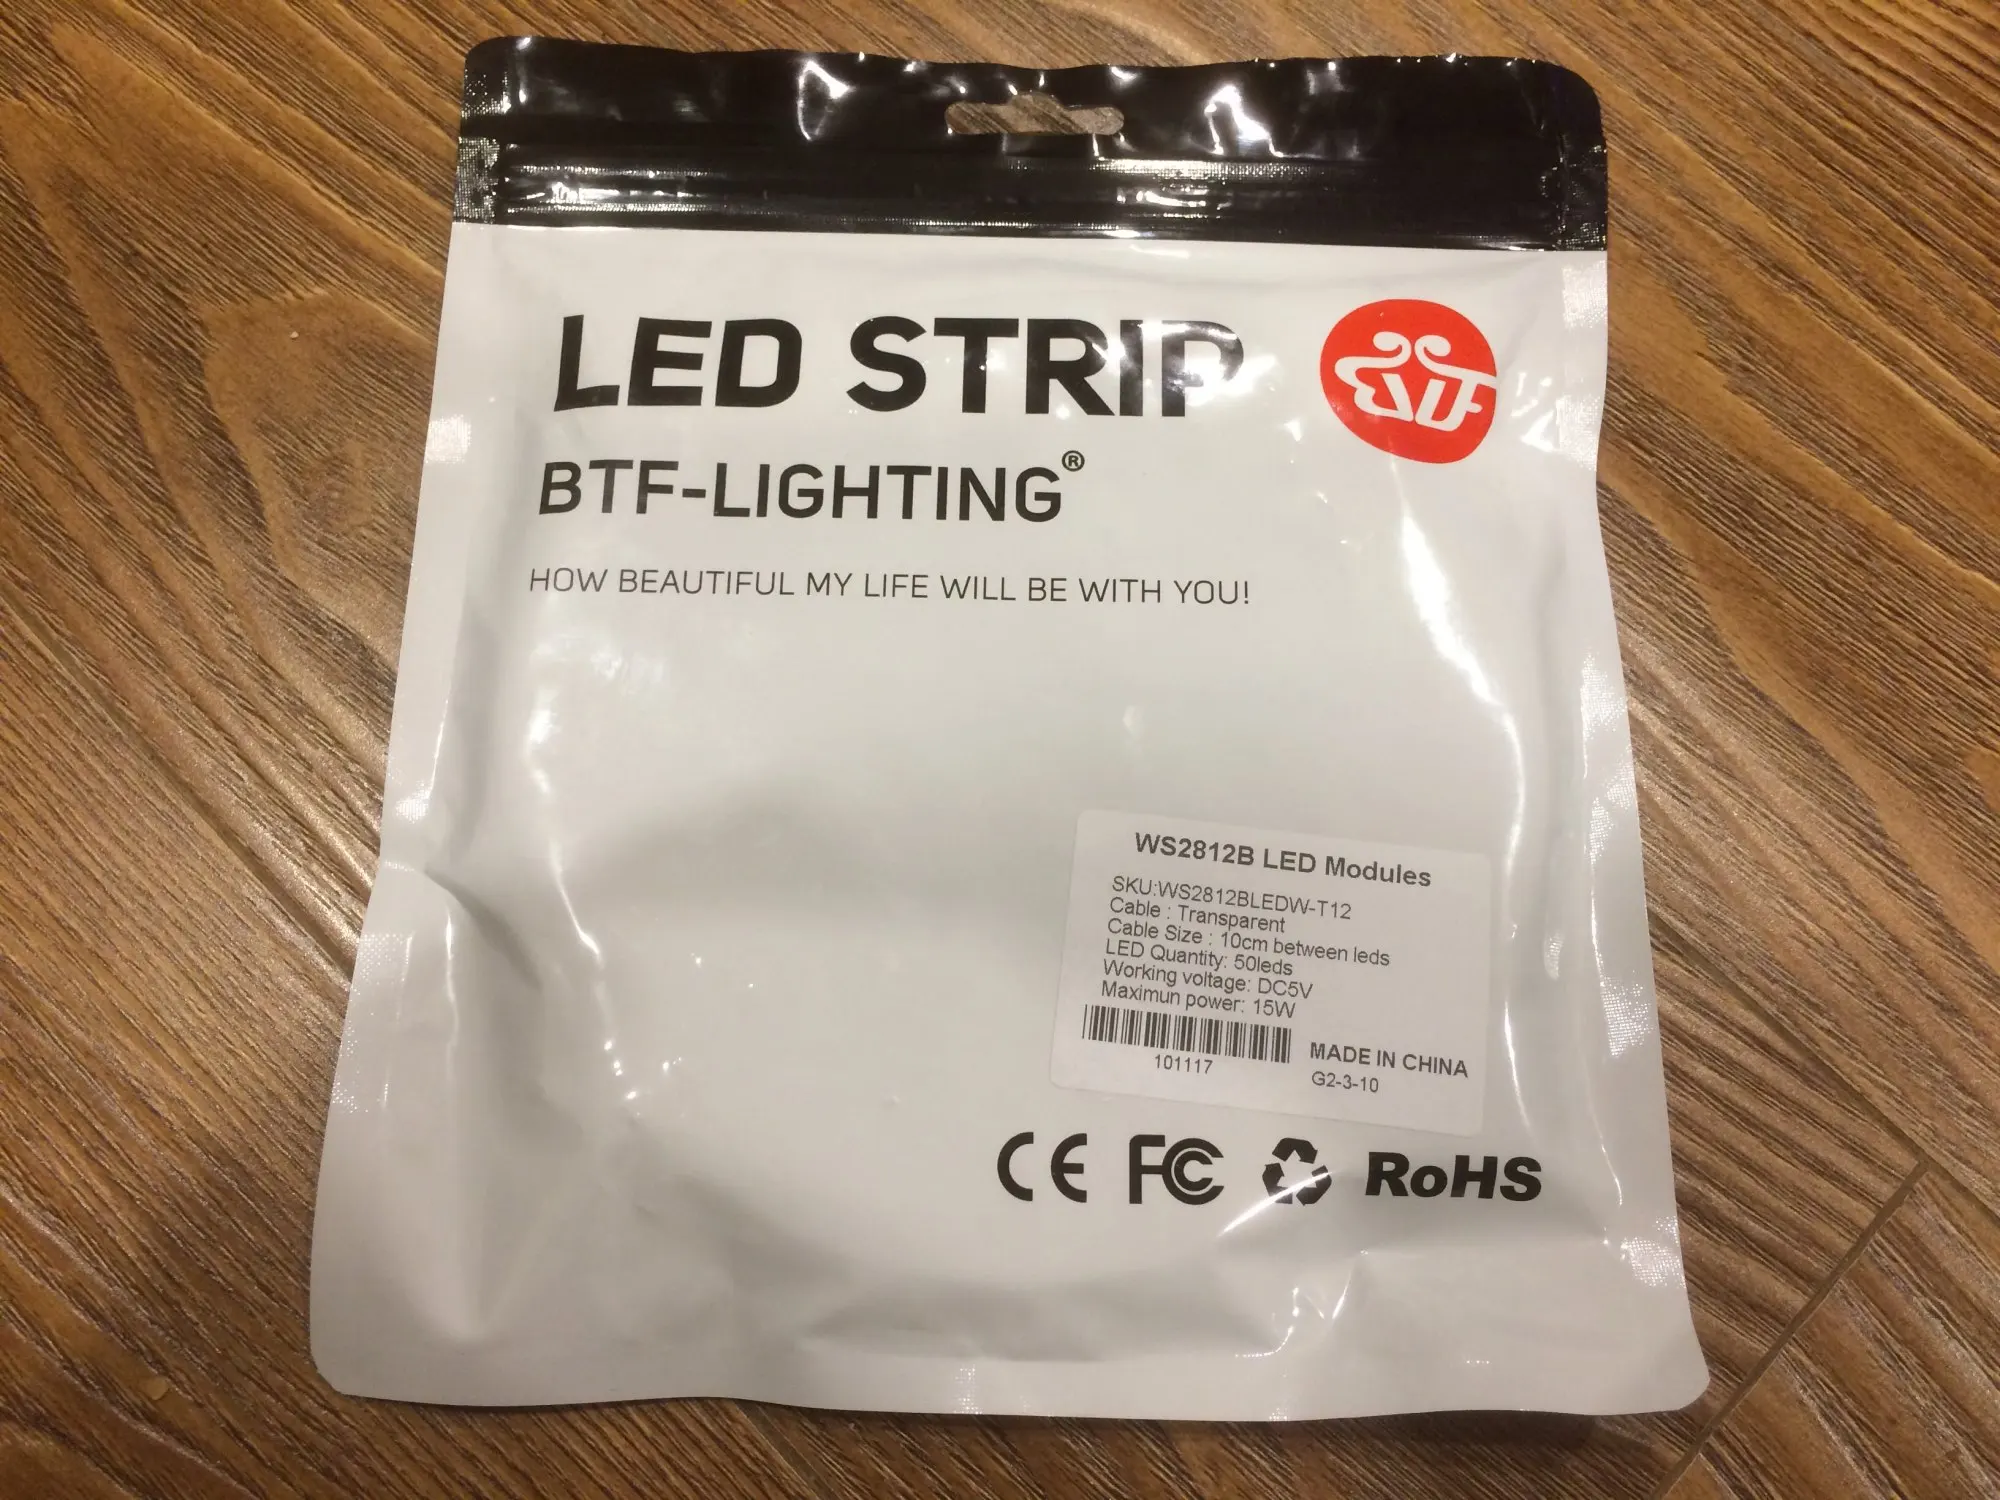 LED STRIP
BTF
BTF-LIGHTING®
HOW BEAUTIFUL MY LIFE WILL BE WITH YOU!
WS2812B LED Modules
SKU:WS2812BLEDW-T12
Cable : Transparent
Cable Size : 10cm between leds
LED Quantity: 50leds
Working voltage: DC5V
Maximun power: 15W
101117
MADE IN CHINA
G2-3-10
CE FC RoHS